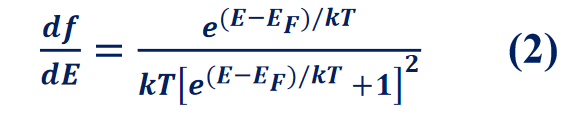 df/dE = e^{(E−E_F)/kT} / kT[e^{(E−E_F)/kT} +1]^2 (2)